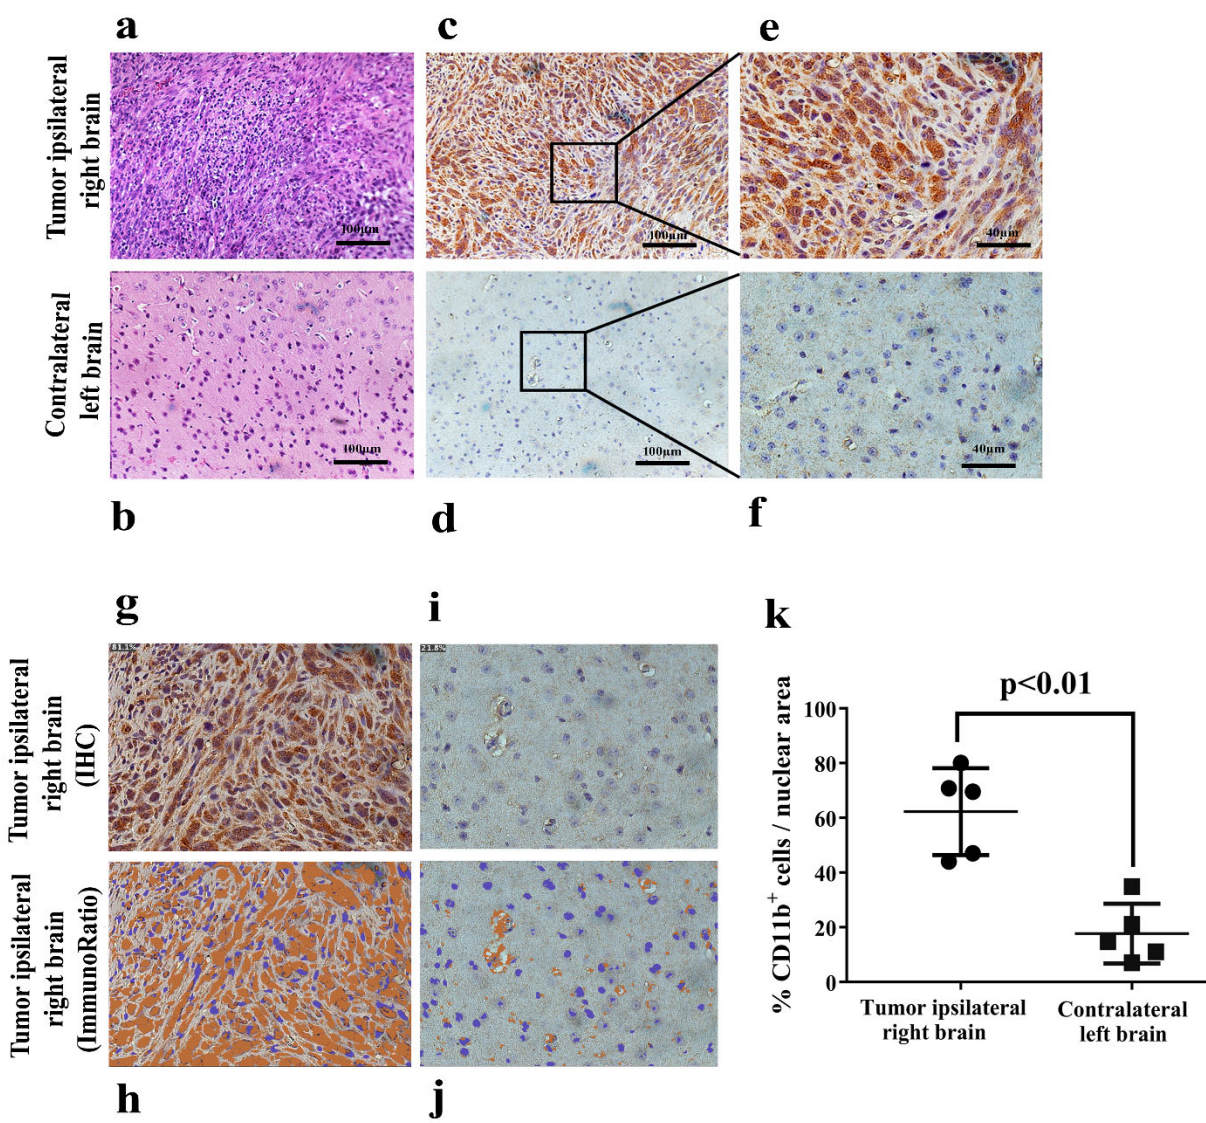 a
c
e
Tumor ipsilateral
right brain
100µm
100µm
40µm
Contralateral
left brain
100µm
100µm
40µm
b
d
f
g
i
k
Tumor ipsilateral
right brain
(IHC)
81.1%
21.8%
Tumor ipsilateral
right brain
(ImmunoRatio)
h
j
% CD11b+ cells / nuclear area
p<0.01
100
80
60
40
20
0
Tumor ipsilateral
right brain
Contralateral
left brain